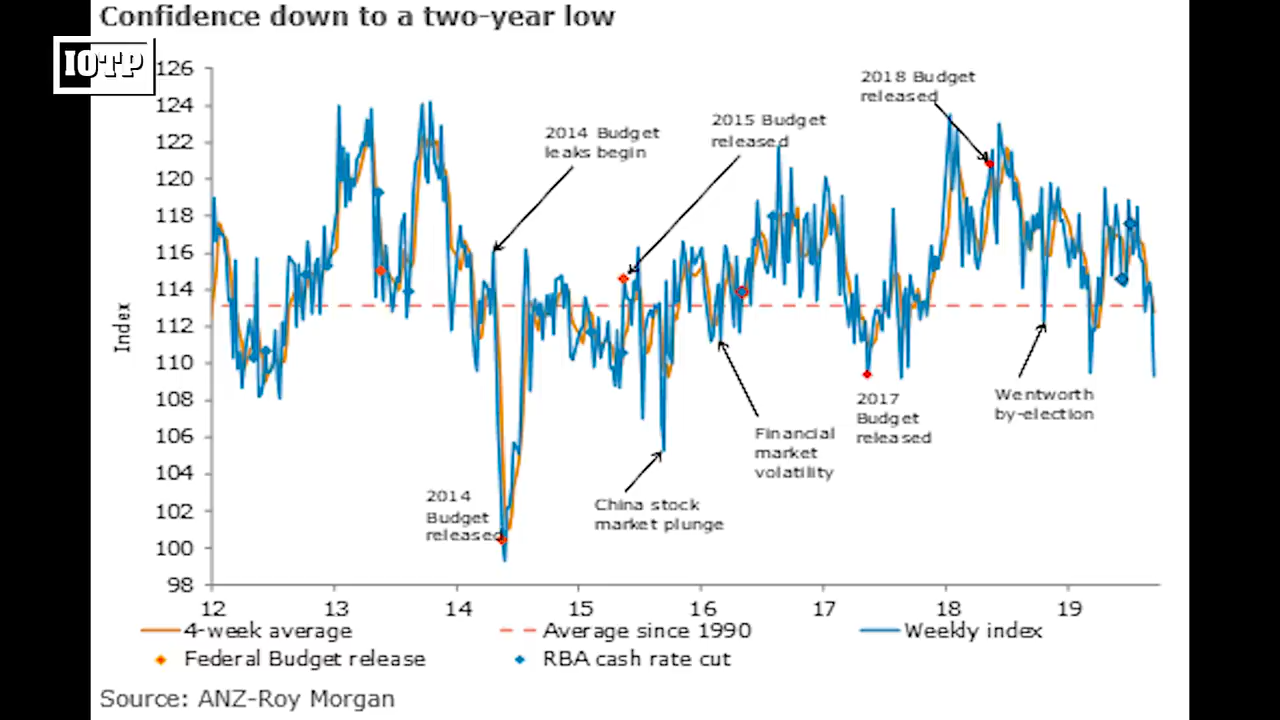 Confidence down to a two-year low
IOTP
126
124
122
120
118
116
114
112
110
108
106
104
102
100
98
Index
2014 Budget
leaks begin
2015 Budget
released
2018 Budget
released
2014
Budget
released
China stock
market plunge
Financial
market
volatility
2017
Budget
released
Wentworth
by-election
12 13 14 15 16 17 18 19
4-week average Average since 1990 Weekly index
Federal Budget release RBA cash rate cut
Source: ANZ-Roy Morgan